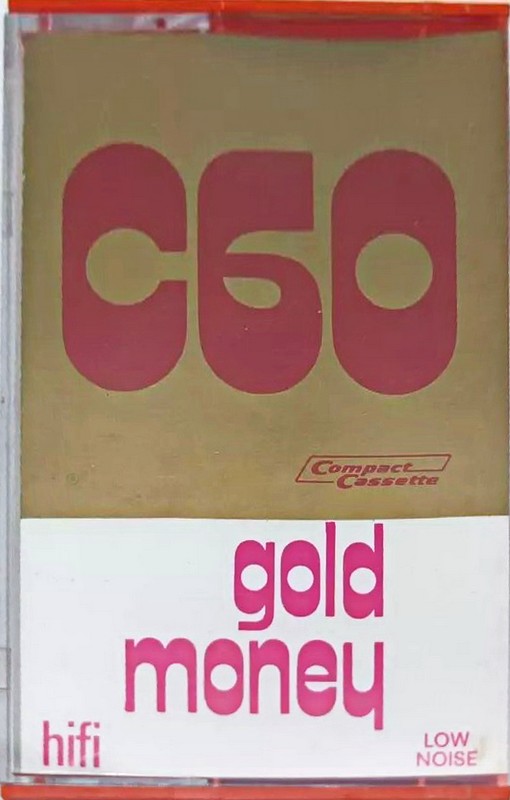 C60
Compact
Cassette
gold
money
hifi
LOW
NOISE